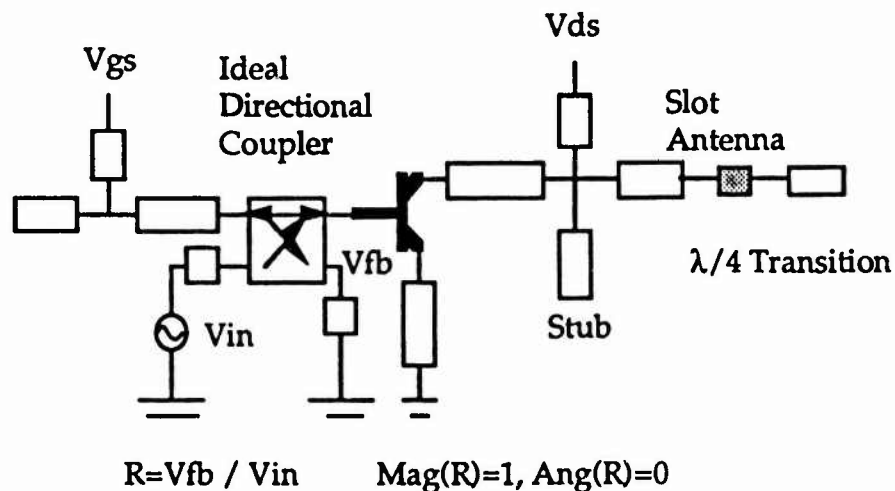 Vds
Vgs
Ideal
Directional
Coupler
Slot
Antenna
Vfb
λ/4 Transition
Vin
Stub
R=Vfb / Vin Mag(R)=1, Ang(R)=0